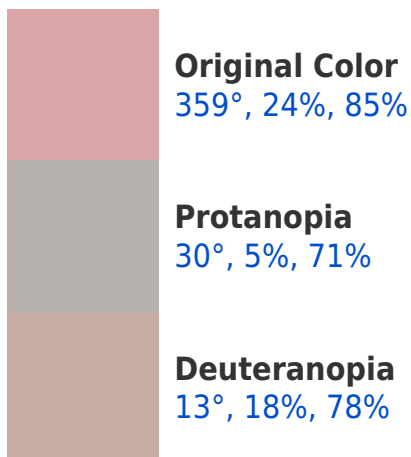 Original Color
359°, 24%, 85%
Protanopia
30°, 5%, 71%
Deuteranopia
13°, 18%, 78%